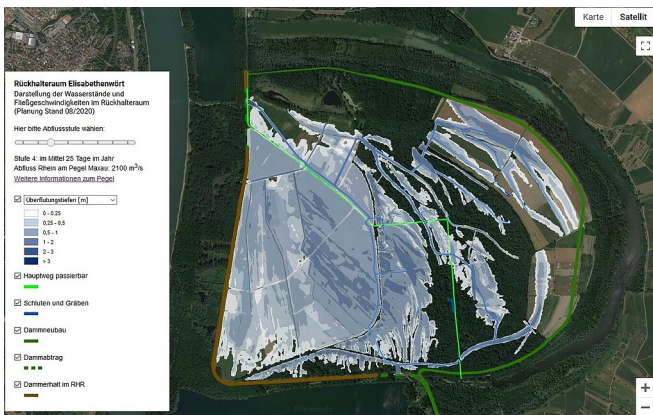 Karte Satellit
Rückhalteraum Elisabethenwört
Darstellung der Wasserstände und
Fließgeschwindigkeiten im Rückhalteraum
(Planung Stand 08/2020)
Hier bitte Abflussstufe wählen:
Stufe 4: im Mittel 25 Tage im Jahr
Abfluss Rhein am Pegel Maxau: 2100 m³/s
Weitere Informationen zum Pegel
Überflutungstiefen [m]
0 - 0.25
0,25 - 0,5
0,5 - 1
1 - 2
2 - 3
> 3
Hauptweg passierbar
Schluten und Gräben
Dammneubau
Dammabtrag
Dammerhalt im RHR
+
−